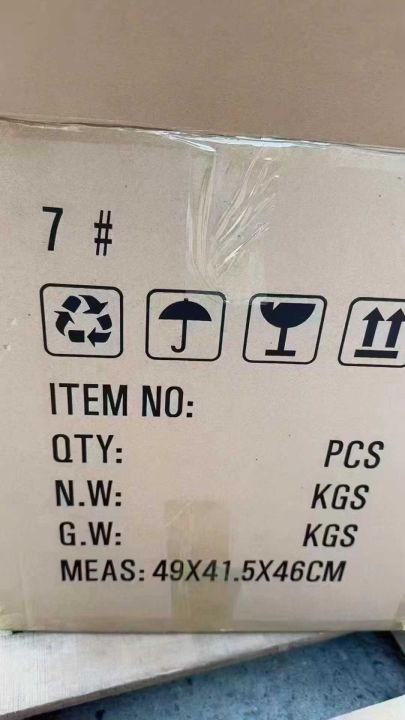 7 #
ITEM NO:
QTY: PCS
N.W: KGS
G.W: KGS
MEAS: 49X41.5X46CM